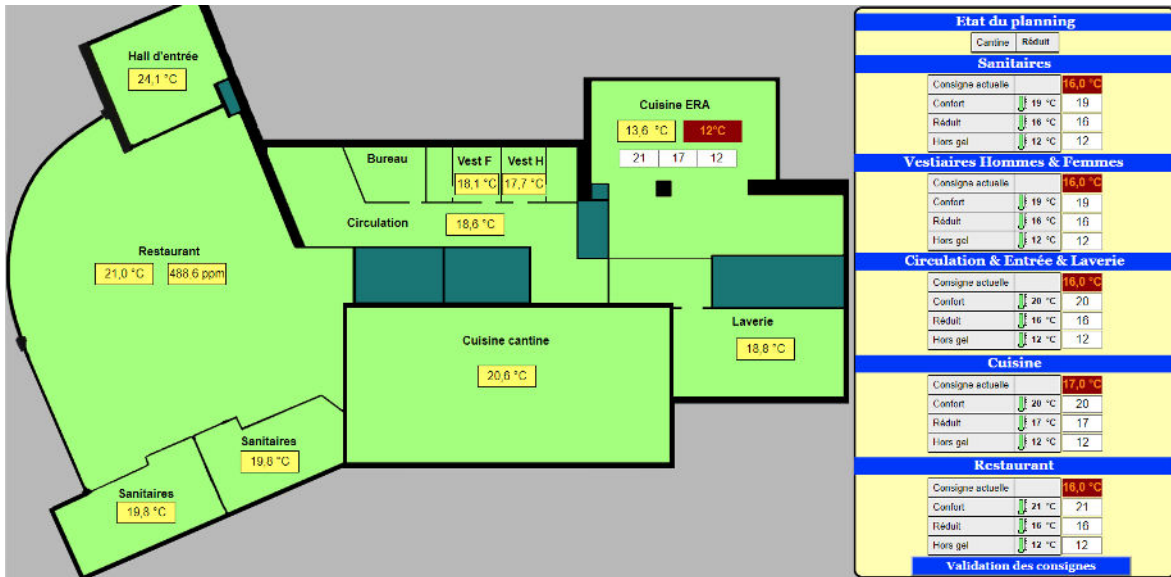 Hall d'entrée
24,1 °C
Cuisine ERA
13,6 °C 12°C
21 17 12
Bureau
Vest F Vest H
18,1 °C 17,7 °C
Circulation
18,6 °C
Restaurant
21,0 °C 488.6 ppm
Cuisine cantine
20,6 °C
Laverie
18,8 °C
Sanitaires
19,8 °C
Sanitaires
19,8 °C
Etat du planning
Cantine Réduit
Sanitaires
Consigne actuelle 16,0 °C
Confort 19 °C 19
Réduit 16 °C 16
Hors gel 12 °C 12
Vestiaires Hommes & Femmes
Consigne actuelle 16,0 °C
Confort 19 °C 19
Réduit 16 °C 16
Hors gel 12 °C 12
Circulation & Entrée & Laverie
Consigne actuelle 16,0 °C
Confort 20 °C 20
Réduit 16 °C 16
Hors gel 12 °C 12
Cuisine
Consigne actuelle 17,0 °C
Confort 20 °C 20
Réduit 17 °C 17
Hors gel 12 °C 12
Restaurant
Consigne actuelle 16,0 °C
Confort 21 °C 21
Réduit 16 °C 16
Hors gel 12 °C 12
Validation des consignes